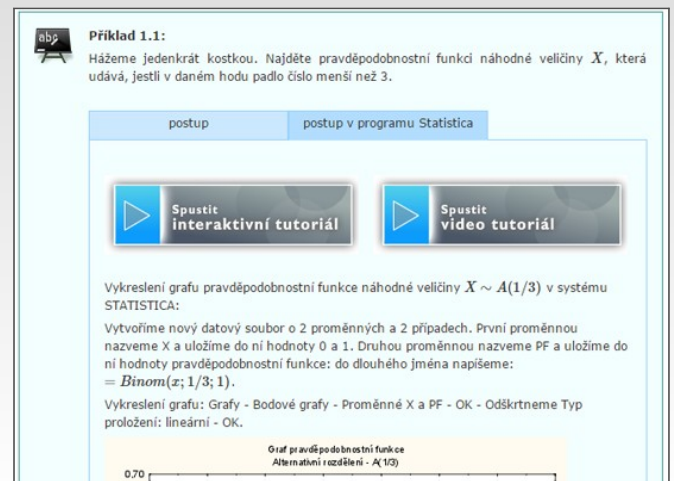 abc
Příklad 1.1:
Hážeme jedenkrát kostkou. Najděte pravděpodobnostní funkci náhodné veličiny X, která
udává, jestli v daném hodu padlo číslo menší než 3.
postup
postup v programu Statistica
Spustit
interaktivní tutoriál
Spustit
video tutoriál
Vykreslení grafu pravděpodobnostní funkce náhodné veličiny X ∼ A(1/3) v systému
STATISTICA:
Vytvoříme nový datový soubor o 2 proměnných a 2 případech. První proměnnou
nazveme X a uložíme do ní hodnoty 0 a 1. Druhou proměnnou nazveme PF a uložíme do
ní hodnoty pravděpodobnostní funkce: do dlouhého jména napíšeme:
= Binom(x; 1/3; 1).
Vykreslení grafu: Grafy - Bodové grafy - Proměnné X a PF - OK - Odškrtneme Typ
proložení: lineární - OK.
Graf pravděpodobnostní funkce
Alternativní rozdělení - A(1/3)
0,70